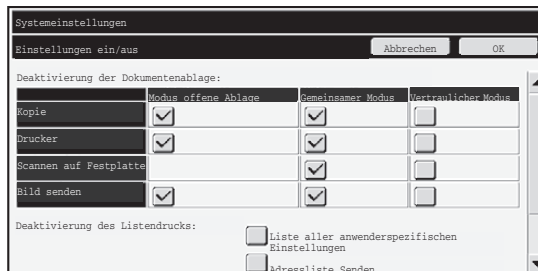 Systemeinstellungen
Einstellungen ein/aus
Abbrechen
OK
Deaktivierung der Dokumentenablage:
Modus offene Ablage Gemeinsamer Modus Vertraulicher Modus
Kopie
Drucker
Scannen auf Festplatte
Bild senden
Deaktivierung des Listendrucks:
Liste aller anwenderspezifischen
Einstellungen
Adressliste Senden